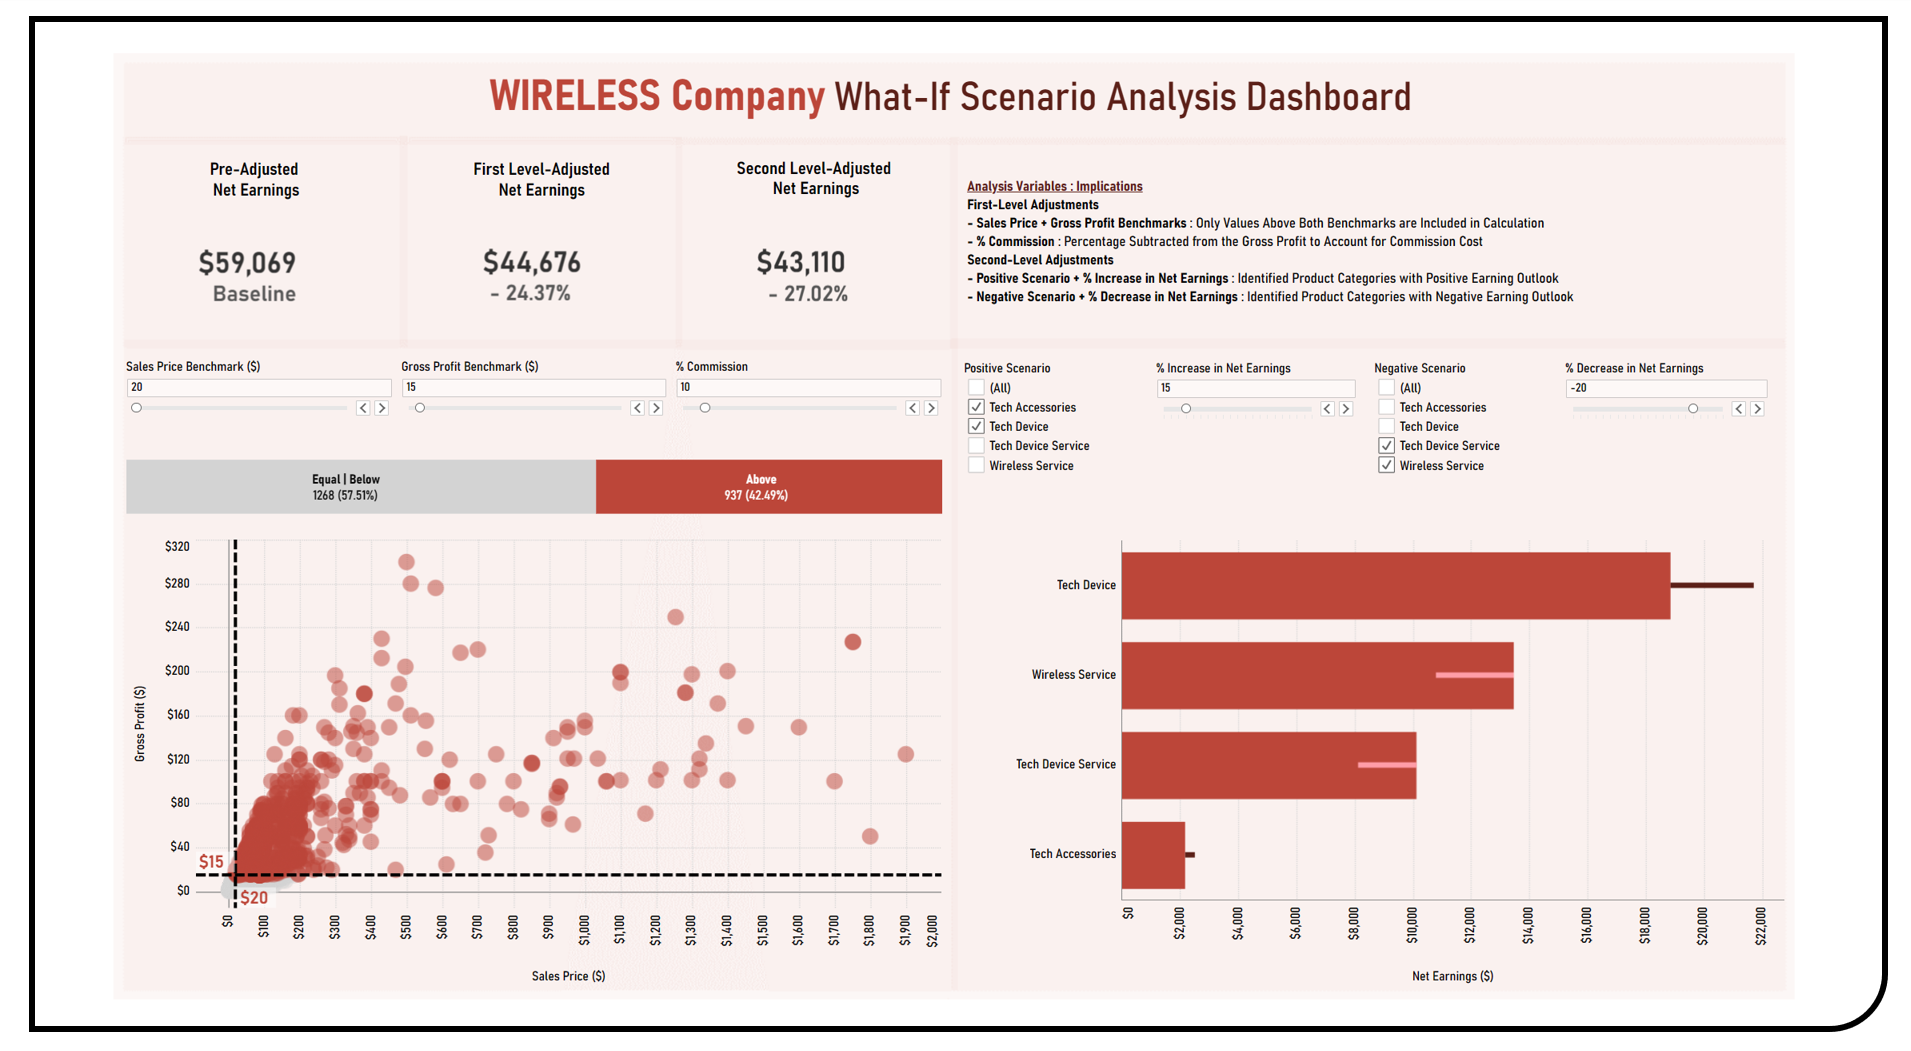 WIRELESS Company What-If Scenario Analysis Dashboard
Pre-Adjusted
Net Earnings
$59,069
Baseline
First Level-Adjusted
Net Earnings
$44,676
- 24.37%
Second Level-Adjusted
Net Earnings
$43,110
- 27.02%
Analysis Variables : Implications
First-Level Adjustments
- Sales Price + Gross Profit Benchmarks : Only Values Above Both Benchmarks are Included in Calculation
- % Commission : Percentage Subtracted from the Gross Profit to Account for Commission Cost
Second-Level Adjustments
- Positive Scenario + % Increase in Net Earnings : Identified Product Categories with Positive Earning Outlook
- Negative Scenario + % Decrease in Net Earnings : Identified Product Categories with Negative Earning Outlook
Sales Price Benchmark ($)
20
Gross Profit Benchmark ($)
15
% Commission
10
Positive Scenario
(All)
Tech Accessories
Tech Device
Tech Device Service
Wireless Service
% Increase in Net Earnings
15
Negative Scenario
(All)
Tech Accessories
Tech Device
Tech Device Service
Wireless Service
% Decrease in Net Earnings
-20
Equal | Below
1268 (57.51%)
Above
937 (42.49%)
Gross Profit ($)
$320
$280
$240
$200
$160
$120
$80
$40
$0
$15
$20
$0
$100
$200
$300
$400
$500
$600
$700
$800
$900
$1,000
$1,100
$1,200
$1,300
$1,400
$1,500
$1,600
$1,700
$1,800
$1,900
$2,000
Sales Price ($)
Tech Device
Wireless Service
Tech Device Service
Tech Accessories
$0
$2,000
$4,000
$6,000
$8,000
$10,000
$12,000
$14,000
$16,000
$18,000
$20,000
$22,000
Net Earnings ($)